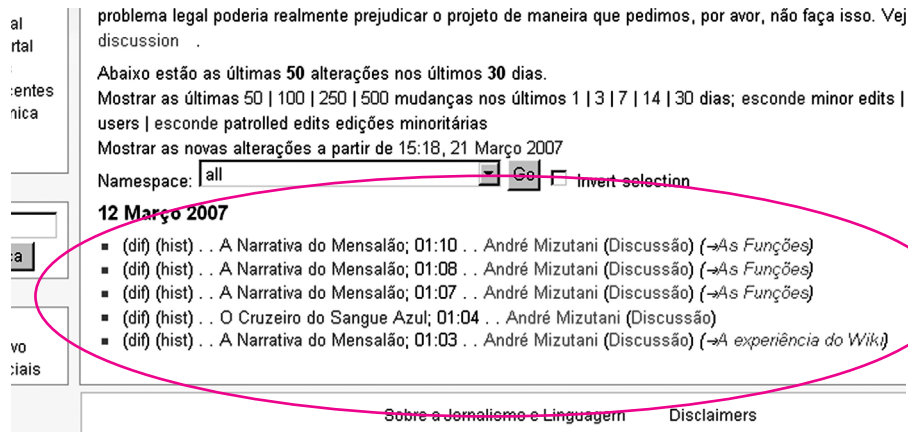 al
rtal
centes
nica
ca
vo
ciais
problema legal poderia realmente prejudicar o projeto de maneira que pedimos, por avor, não faça isso. Vej
discussion .
Abaixo estão as últimas 50 alterações nos últimos 30 dias.
Mostrar as últimas 50 | 100 | 250 | 500 mudanças nos últimos 1 | 3 | 7 | 14 | 30 dias; esconde minor edits |
users | esconde patrolled edits edições minoritárias
Mostrar as novas alterações a partir de 15:18, 21 Março 2007
Namespace: all Go Invert selection
12 Março 2007
(dif) (hist) . . A Narrativa do Mensalão; 01:10 . . André Mizutani (Discussão) (→As Funções)
(dif) (hist) . . A Narrativa do Mensalão; 01:08 . . André Mizutani (Discussão) (→As Funções)
(dif) (hist) . . A Narrativa do Mensalão; 01:07 . . André Mizutani (Discussão) (→As Funções)
(dif) (hist) . . O Cruzeiro do Sangue Azul; 01:04 . . André Mizutani (Discussão)
(dif) (hist) . . A Narrativa do Mensalão; 01:03 . . André Mizutani (Discussão) (→A experiência do Wiki)
Sobre a Jornalismo e Linguagem Disclaimers